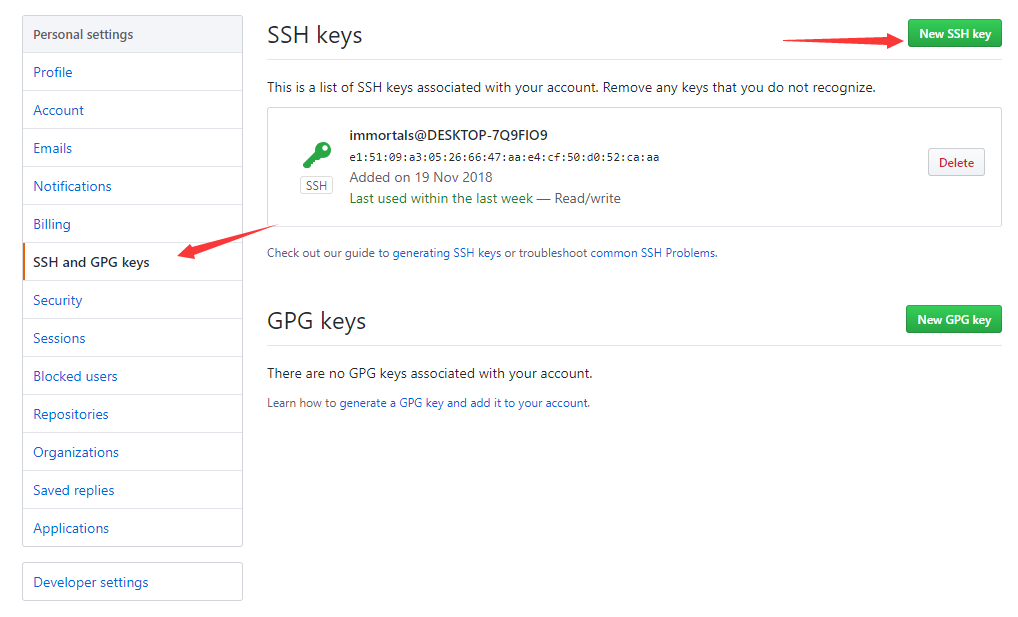 Personal settings
Profile
Account
Emails
Notifications
Billing
SSH and GPG keys
Security
Sessions
Blocked users
Repositories
Organizations
Saved replies
Applications
Developer settings
SSH keys
New SSH key
This is a list of SSH keys associated with your account. Remove any keys that you do not recognize.
immortals@DESKTOP-7Q9FIO9
e1:51:09:a3:05:26:66:47:aa:e4:cf:50:d0:52:ca:aa
SSH
Added on 19 Nov 2018
Last used within the last week — Read/write
Delete
Check out our guide to generating SSH keys or troubleshoot common SSH Problems.
GPG keys
New GPG key
There are no GPG keys associated with your account.
Learn how to generate a GPG key and add it to your account.